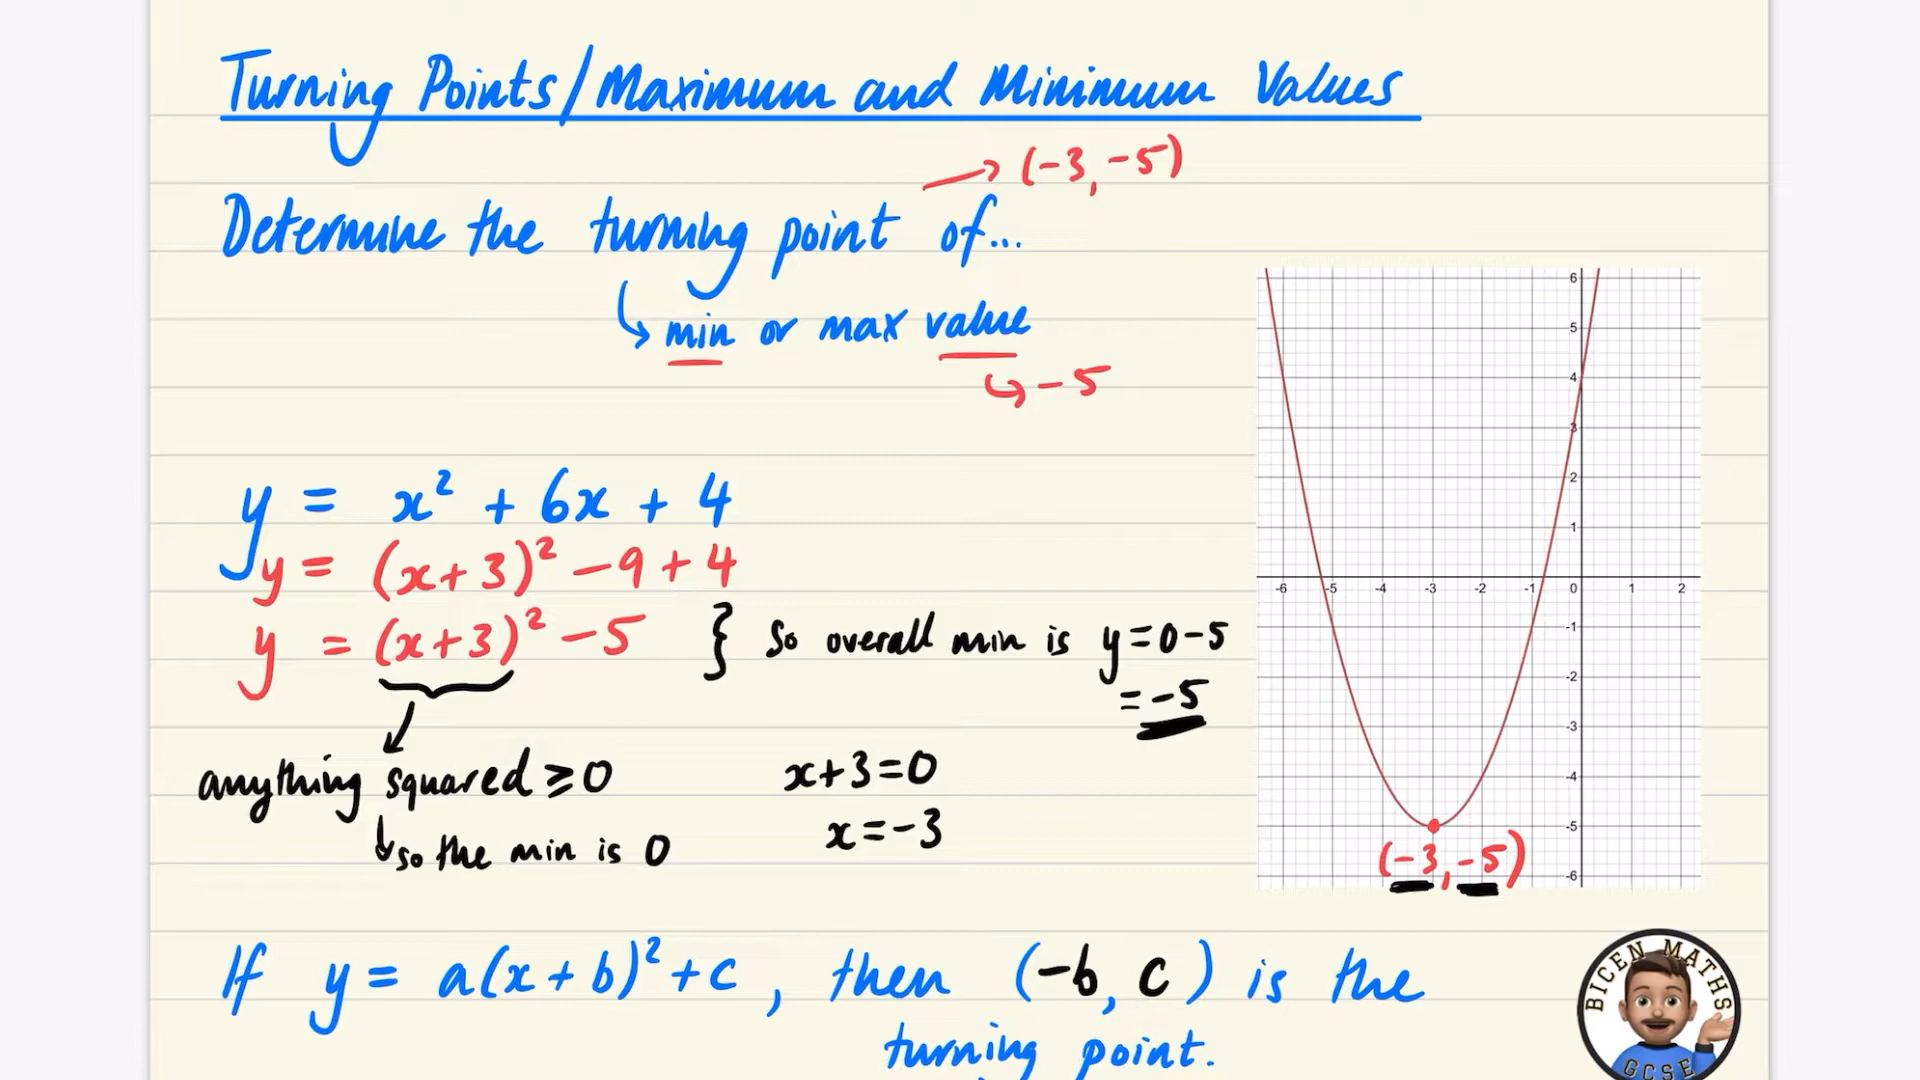 Turning Points/Maximum and Minimum Values
→ (-3, -5)
Determine the turning point of...
↳ min or max value
↳ -5
y = x² + 6x + 4
y = (x+3)² - 9 + 4
y = (x+3)² - 5 } So overall min is y = 0 - 5
= -5
anything squared ⩾ 0
↳ so the min is 0
x + 3 = 0
x = -3
6
5
4
3
2
1
-6 -5 -4 -3 -2 -1 0 1 2
-1
-2
-3
-4
-5
-6
(-3, -5)
If y = a(x+b)² + c, then (-b, c) is the
turning point.
BICEN MATHS
GCSE